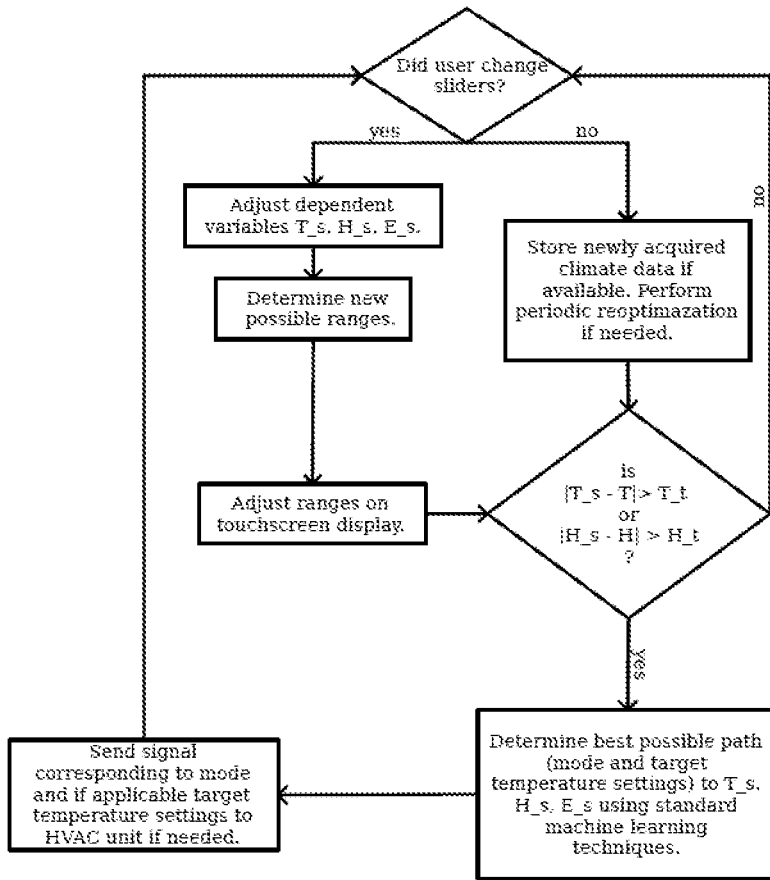 Did user change
sliders?
yes
no
Adjust dependent
variables T_s. H_s. E_s.
Determine new
possible ranges.
Adjust ranges on
touchscreen display.
Store newly acquired
climate data if
available. Perform
periodic reoptimazation
if needed.
no
is
|T_s - T|> T_t
or
|H_s - H| > H_t
?
yes
Determine best possible path
(mode and target
temperature settings) to T_s.
H_s, E_s using standard
machine learning
techniques.
Send signal
corresponding to mode
and if applicable target
temperature settings to
HVAC unit if needed.